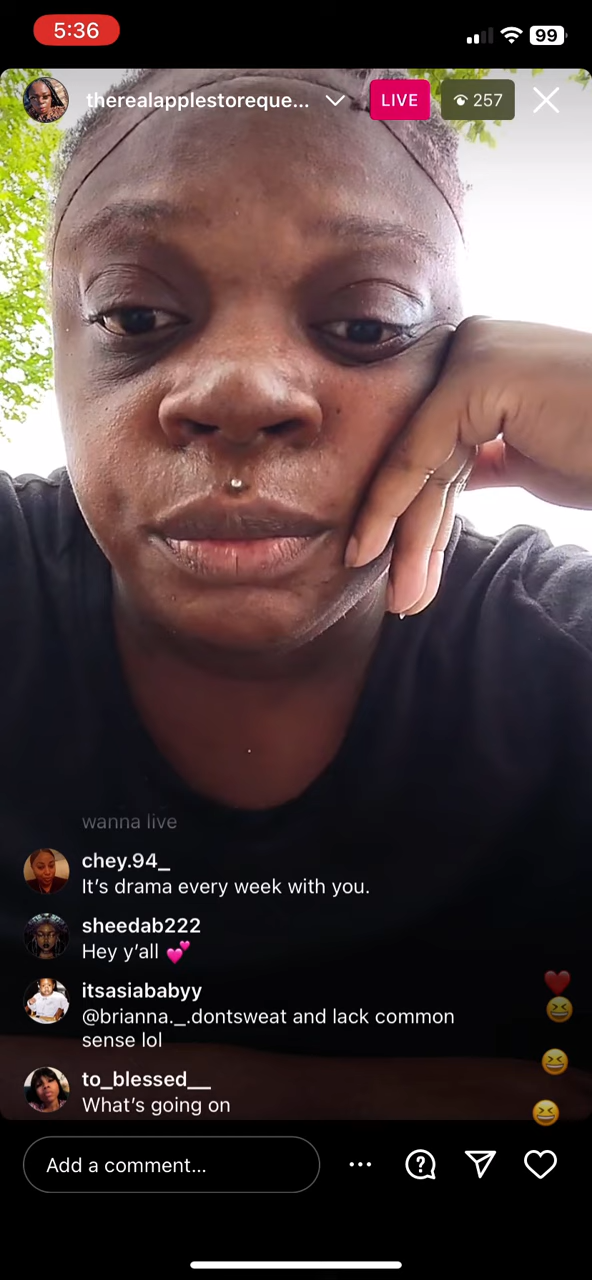 5:36
99
therealapplestoreque...
LIVE
257
wanna live
chey.94_
It's drama every week with you.
sheedab222
Hey y'all 💕
itsasiababyy
@brianna._.dontsweat and lack common
sense lol
to_blessed__
What's going on
Add a comment...